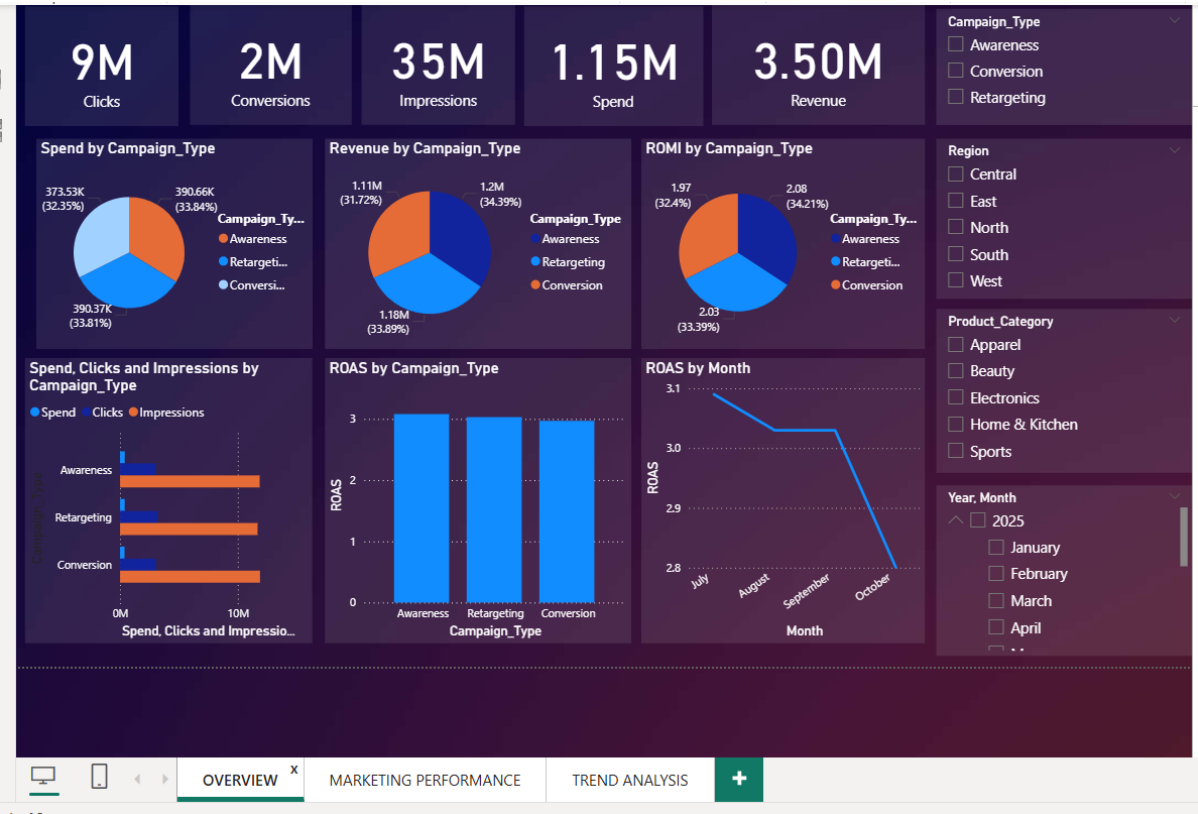 9M
Clicks
2M
Conversions
35M
Impressions
1.15M
Spend
3.50M
Revenue
Campaign_Type
Awareness
Conversion
Retargeting
Spend by Campaign_Type
373.53K
(32.35%)
390.66K
(33.84%)
390.37K
(33.81%)
Campaign_Ty...
Awareness
Retargeti...
Conversi...
Revenue by Campaign_Type
1.11M
(31.72%)
1.2M
(34.39%)
1.18M
(33.89%)
Campaign_Type
Awareness
Retargeting
Conversion
ROMI by Campaign_Type
1.97
(32.4%)
2.08
(34.21%)
2.03
(33.39%)
Campaign_Ty...
Awareness
Retargeti...
Conversion
Region
Central
East
North
South
West
Product_Category
Apparel
Beauty
Electronics
Home & Kitchen
Sports
Spend, Clicks and Impressions by
Campaign_Type
Spend Clicks Impressions
Campaign_Type
Awareness
Retargeting
Conversion
0M 10M
Spend, Clicks and Impressio...
ROAS by Campaign_Type
ROAS
3
2
1
0
Awareness Retargeting Conversion
Campaign_Type
ROAS by Month
ROAS
3.1
3.0
2.9
2.8
July August September October
Month
Year, Month
2025
January
February
March
April
OVERVIEW x
MARKETING PERFORMANCE
TREND ANALYSIS
+